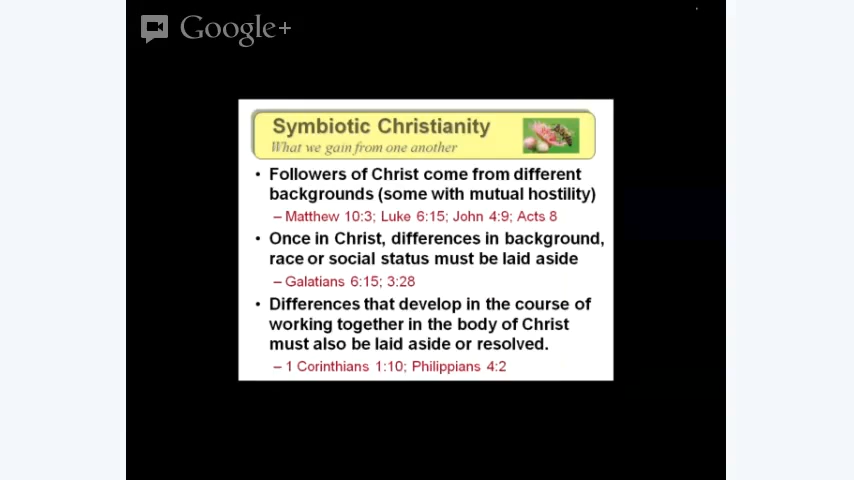 Google+
Symbiotic Christianity
What we gain from one another
• Followers of Christ come from different
backgrounds (some with mutual hostility)
– Matthew 10:3; Luke 6:15; John 4:9; Acts 8
• Once in Christ, differences in background,
race or social status must be laid aside
– Galatians 6:15; 3:28
• Differences that develop in the course of
working together in the body of Christ
must also be laid aside or resolved.
– 1 Corinthians 1:10; Philippians 4:2